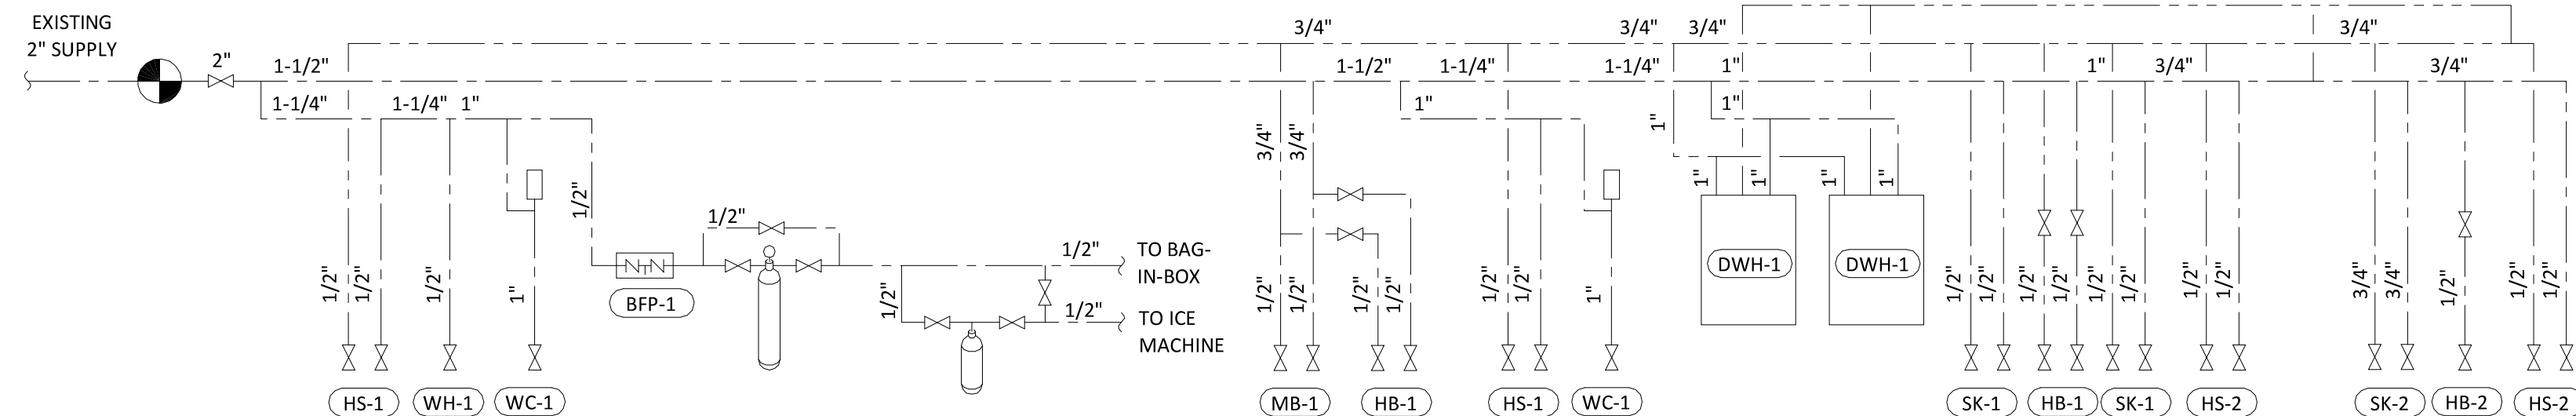 EXISTING
2" SUPPLY
2"
3/4"
3/4"
3/4"
3/4"
1-1/2"
1-1/2"
1-1/4"
1-1/4"
1"
1"
3/4"
3/4"
1-1/4"
1-1/4"
1"
1"
1"
1"
3/4"
3/4"
1"
1"
1"
1"
1/2"
1/2"
1/2"
TO BAG-
IN-BOX
DWH-1
DWH-1
1/2"
1/2"
1/2"
1"
BFP-1
1/2"
1/2"
TO ICE
MACHINE
1/2"
1/2"
1/2"
1/2"
1/2"
1/2"
1"
1/2"
1/2"
1/2"
1/2"
1/2"
1/2"
1/2"
1/2"
3/4"
3/4"
1/2"
1/2"
1/2"
HS-1
WH-1
WC-1
MB-1
HB-1
HS-1
WC-1
SK-1
HB-1
SK-1
HS-2
SK-2
HB-2
HS-2